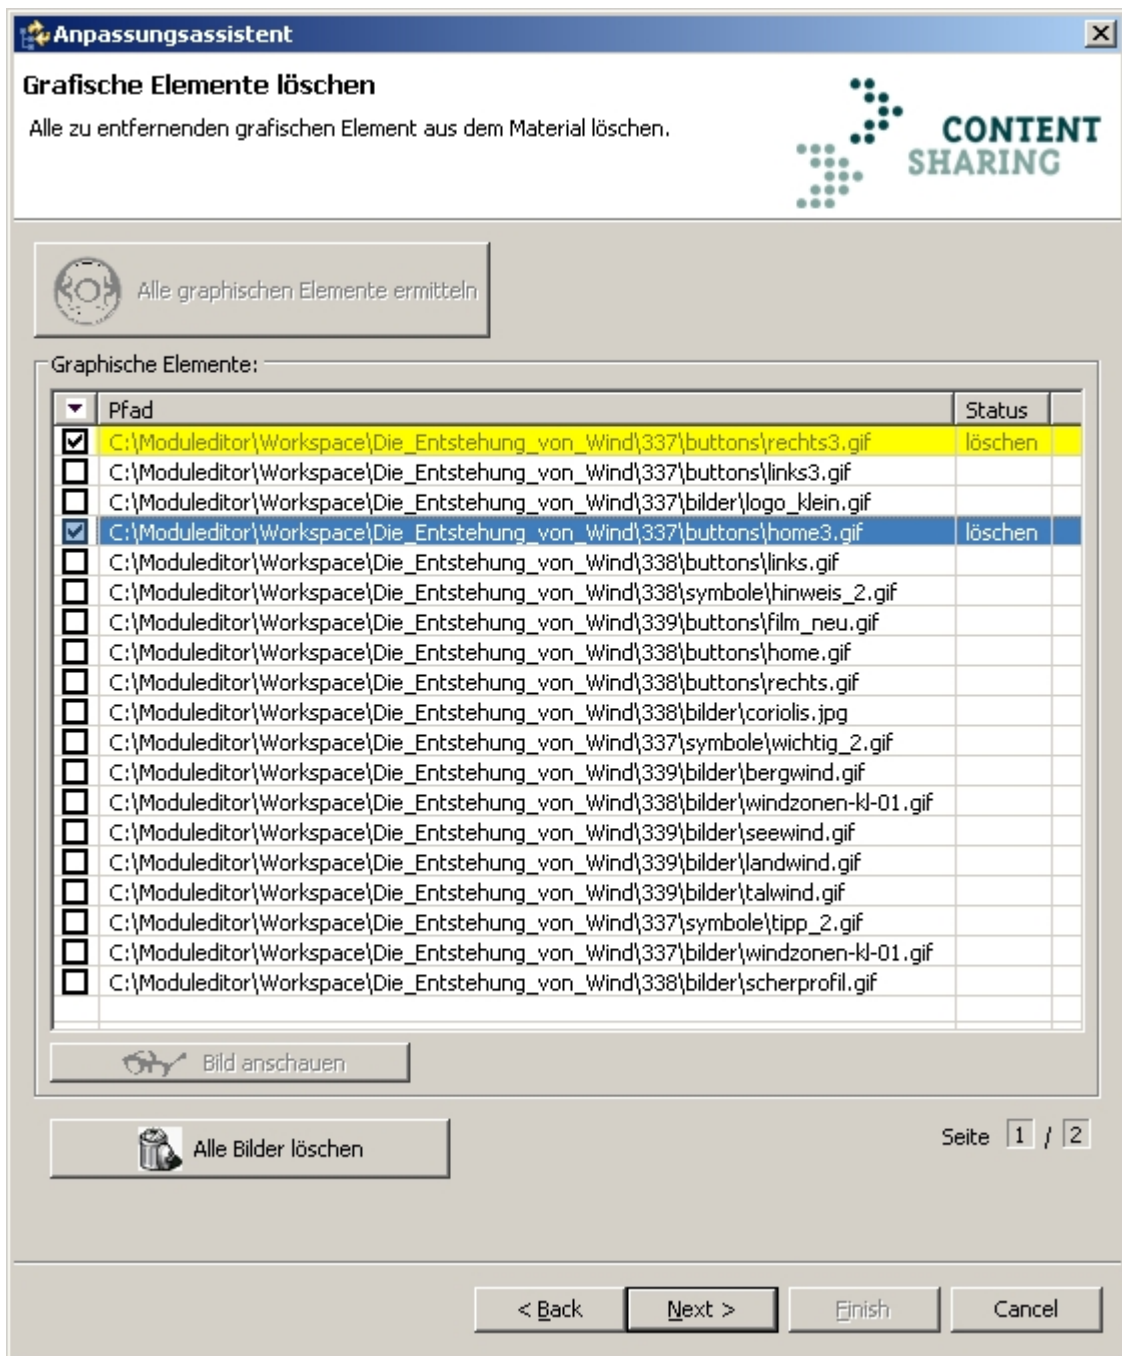 Anpassungsassistent
Grafische Elemente löschen
Alle zu entfernenden grafischen Element aus dem Material löschen.
CONTENT
SHARING
Alle graphischen Elemente ermitteln
Graphische Elemente:
Pfad Status
C:\Moduleditor\Workspace\Die_Entstehung_von_Wind\337\buttons\rechts3.gif löschen
C:\Moduleditor\Workspace\Die_Entstehung_von_Wind\337\buttons\links3.gif
C:\Moduleditor\Workspace\Die_Entstehung_von_Wind\337\bilder\logo_klein.gif
C:\Moduleditor\Workspace\Die_Entstehung_von_Wind\337\buttons\home3.gif löschen
C:\Moduleditor\Workspace\Die_Entstehung_von_Wind\338\buttons\links.gif
C:\Moduleditor\Workspace\Die_Entstehung_von_Wind\338\symbole\hinweis_2.gif
C:\Moduleditor\Workspace\Die_Entstehung_von_Wind\339\buttons\film_neu.gif
C:\Moduleditor\Workspace\Die_Entstehung_von_Wind\338\buttons\home.gif
C:\Moduleditor\Workspace\Die_Entstehung_von_Wind\338\buttons\rechts.gif
C:\Moduleditor\Workspace\Die_Entstehung_von_Wind\338\bilder\coriolis.jpg
C:\Moduleditor\Workspace\Die_Entstehung_von_Wind\337\symbole\wichtig_2.gif
C:\Moduleditor\Workspace\Die_Entstehung_von_Wind\339\bilder\bergwind.gif
C:\Moduleditor\Workspace\Die_Entstehung_von_Wind\338\bilder\windzonen-kl-01.gif
C:\Moduleditor\Workspace\Die_Entstehung_von_Wind\339\bilder\seewind.gif
C:\Moduleditor\Workspace\Die_Entstehung_von_Wind\339\bilder\landwind.gif
C:\Moduleditor\Workspace\Die_Entstehung_von_Wind\339\bilder\talwind.gif
C:\Moduleditor\Workspace\Die_Entstehung_von_Wind\337\symbole\tipp_2.gif
C:\Moduleditor\Workspace\Die_Entstehung_von_Wind\337\bilder\windzonen-kl-01.gif
C:\Moduleditor\Workspace\Die_Entstehung_von_Wind\338\bilder\scherprofil.gif
Bild anschauen
Alle Bilder löschen Seite 1 / 2
< Back Next > Finish Cancel